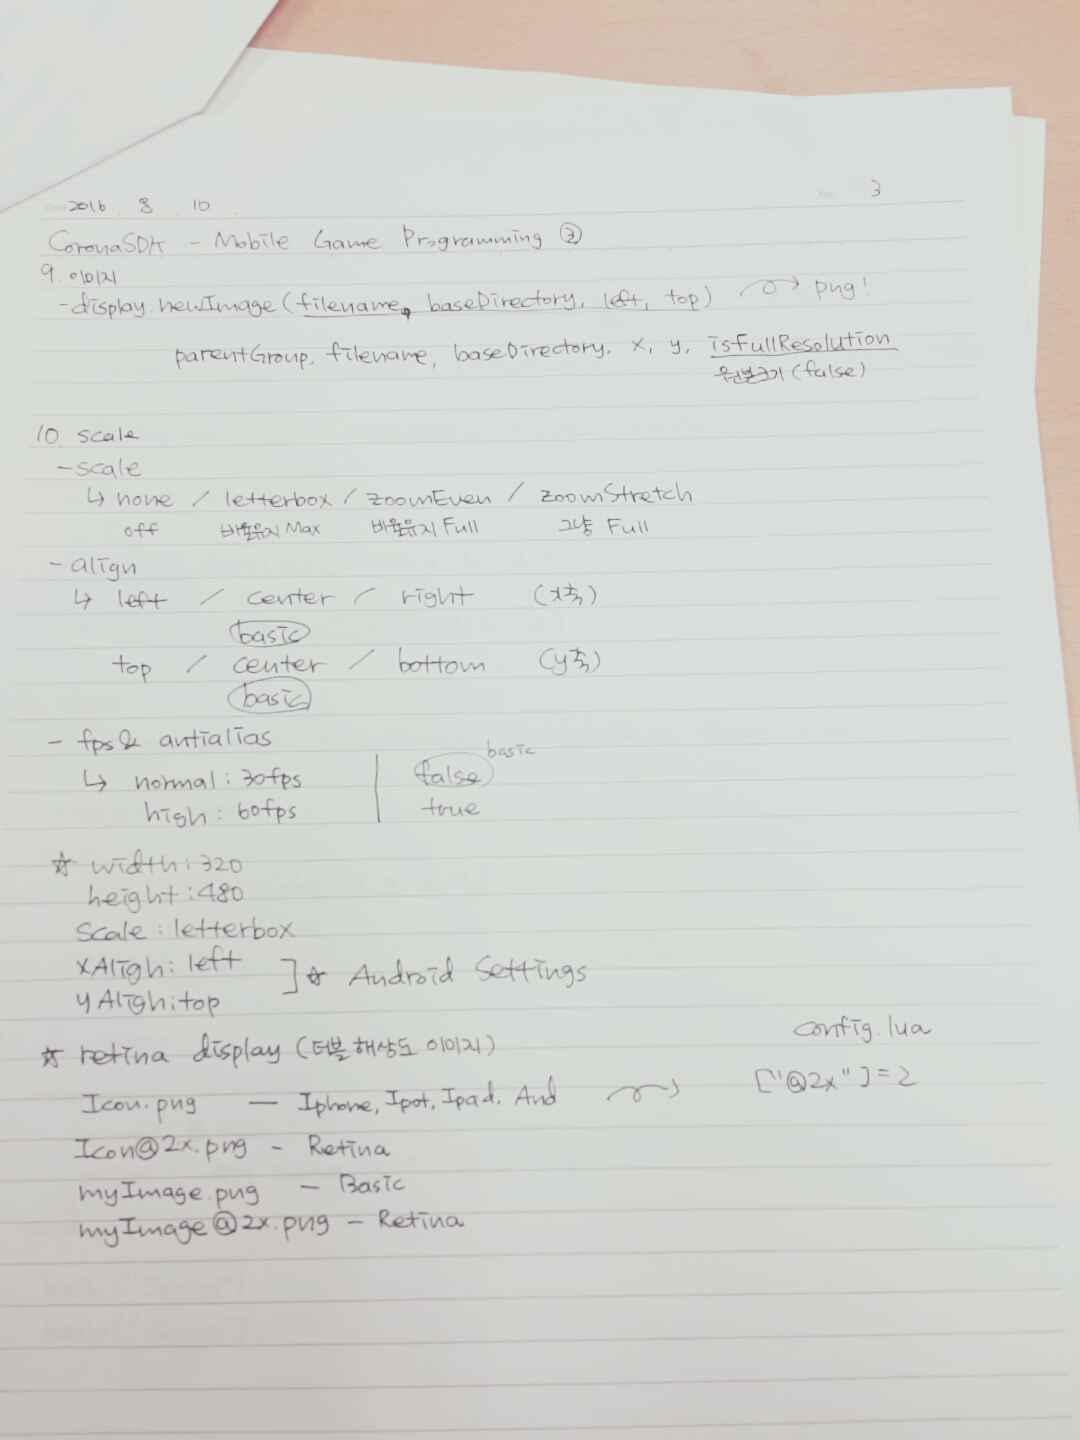 Date 2016 8 10 No. 3
CoronaSDK - Mobile Game Programming ②
9. 이미지
- display.newImage (filename, baseDirectory, left, top) png!
parentGroup, filename, baseDirectory, x, y, isFullResolution
원본크기 (false)
10. scale
- scale
↳ none / letterbox / zoomEven / zoomStretch
off 비율유지 Max 비율유지 Full 그냥 Full
- align
↳ left / center / right (x축)
basic
top / center / bottom (y축)
basic
- fps & antialias
basic
↳ normal : 30fps | false
high : 60fps | true
☆ width : 320
height : 480
Scale : letterbox
xAligh : left
yAligh : top ] ☆ Android Settings
config.lua
☆ retina display (더블 해상도 이미지)
Icon.png — Iphone, Ipot, Ipad, And ["@2x"] = 2
Icon@2x.png - Retina
myImage.png - Basic
myImage@2x.png - Retina